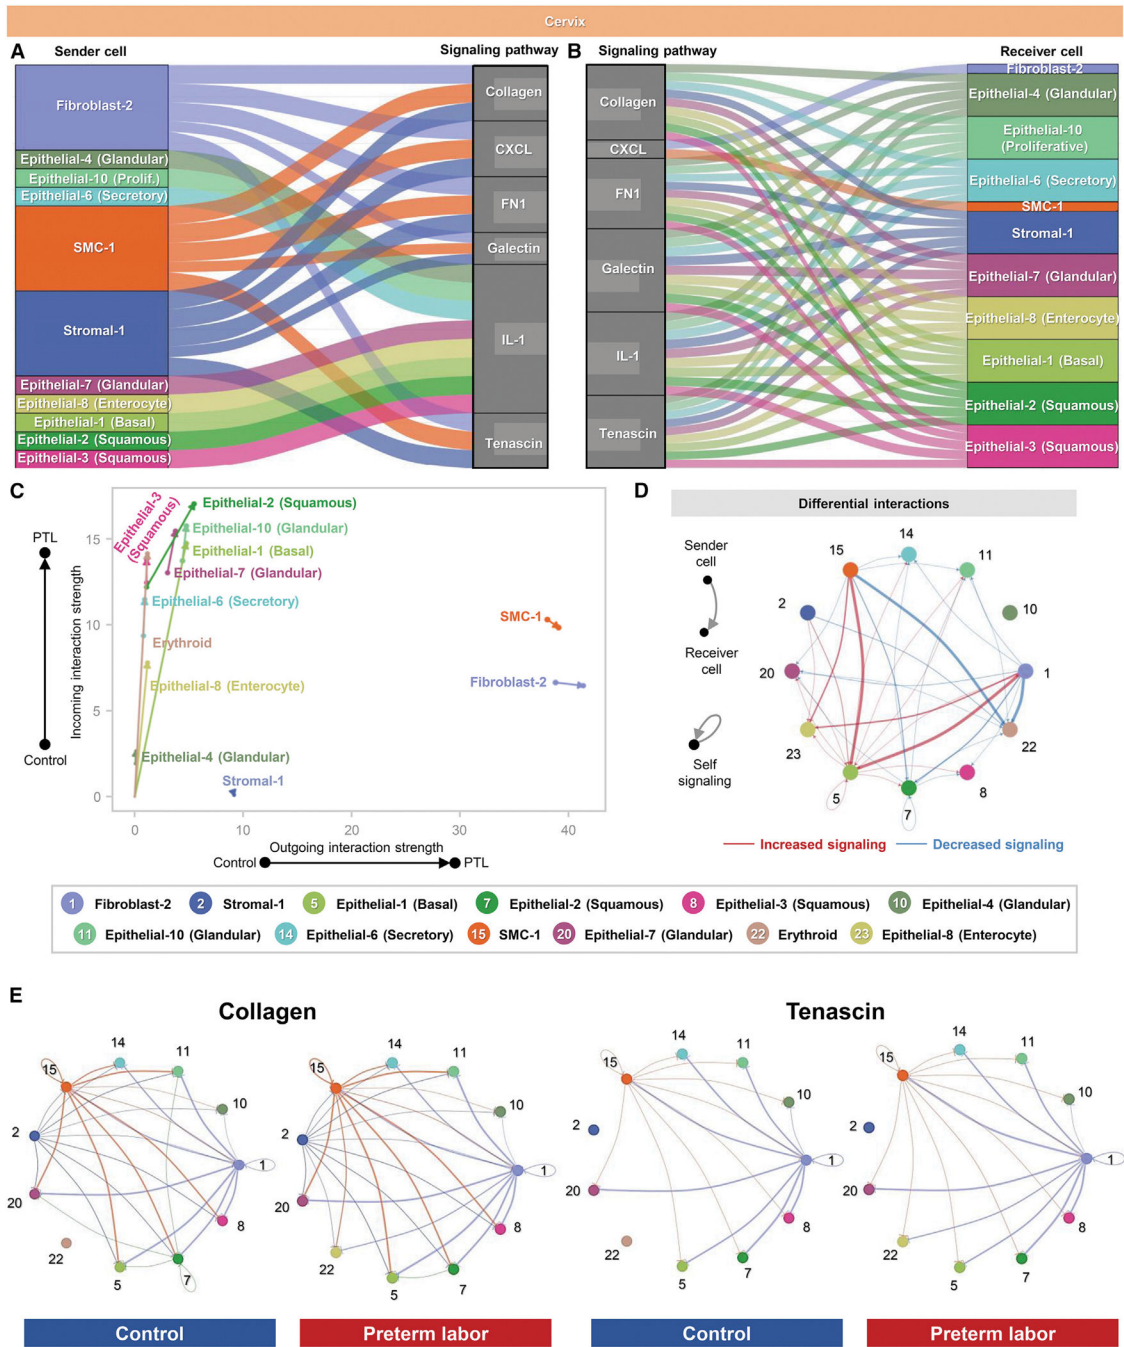 Cervix
A
Sender cell
Signaling pathway
Fibroblast-2
Epithelial-4 (Glandular)
Epithelial-10 (Prolif.)
Epithelial-6 (Secretory)
SMC-1
Stromal-1
Epithelial-7 (Glandular)
Epithelial-8 (Enterocyte)
Epithelial-1 (Basal)
Epithelial-2 (Squamous)
Epithelial-3 (Squamous)
Collagen
CXCL
FN1
Galectin
IL-1
Tenascin
B
Signaling pathway
Receiver cell
Collagen
CXCL
FN1
Galectin
IL-1
Tenascin
Fibroblast-2
Epithelial-4 (Glandular)
Epithelial-10
(Proliferative)
Epithelial-6 (Secretory)
SMC-1
Stromal-1
Epithelial-7 (Glandular)
Epithelial-8 (Enterocyte)
Epithelial-1 (Basal)
Epithelial-2 (Squamous)
Epithelial-3 (Squamous)
C
PTL
Control
Incoming interaction strength
15
10
5
0
Epithelial-3
(Squamous)
Epithelial-2 (Squamous)
Epithelial-10 (Glandular)
Epithelial-1 (Basal)
Epithelial-7 (Glandular)
Epithelial-6 (Secretory)
Erythroid
Epithelial-8 (Enterocyte)
Epithelial-4 (Glandular)
Stromal-1
SMC-1
Fibroblast-2
0
10
20
30
40
Outgoing interaction strength
Control
PTL
D
Differential interactions
Sender
cell
Receiver
cell
Self
signaling
14
15
11
2
10
20
1
23
22
5
7
8
Increased signaling
Decreased signaling
1 Fibroblast-2
2 Stromal-1
5 Epithelial-1 (Basal)
7 Epithelial-2 (Squamous)
8 Epithelial-3 (Squamous)
10 Epithelial-4 (Glandular)
11 Epithelial-10 (Glandular)
14 Epithelial-6 (Secretory)
15 SMC-1
20 Epithelial-7 (Glandular)
22 Erythroid
23 Epithelial-8 (Enterocyte)
E
Collagen
Tenascin
14
11
15
10
2
1
20
8
22
7
5
Control
14
11
15
10
2
1
20
8
22
7
5
Preterm labor
14
11
15
10
2
1
20
8
22
7
5
Control
14
11
15
10
2
1
20
8
22
7
5
Preterm labor